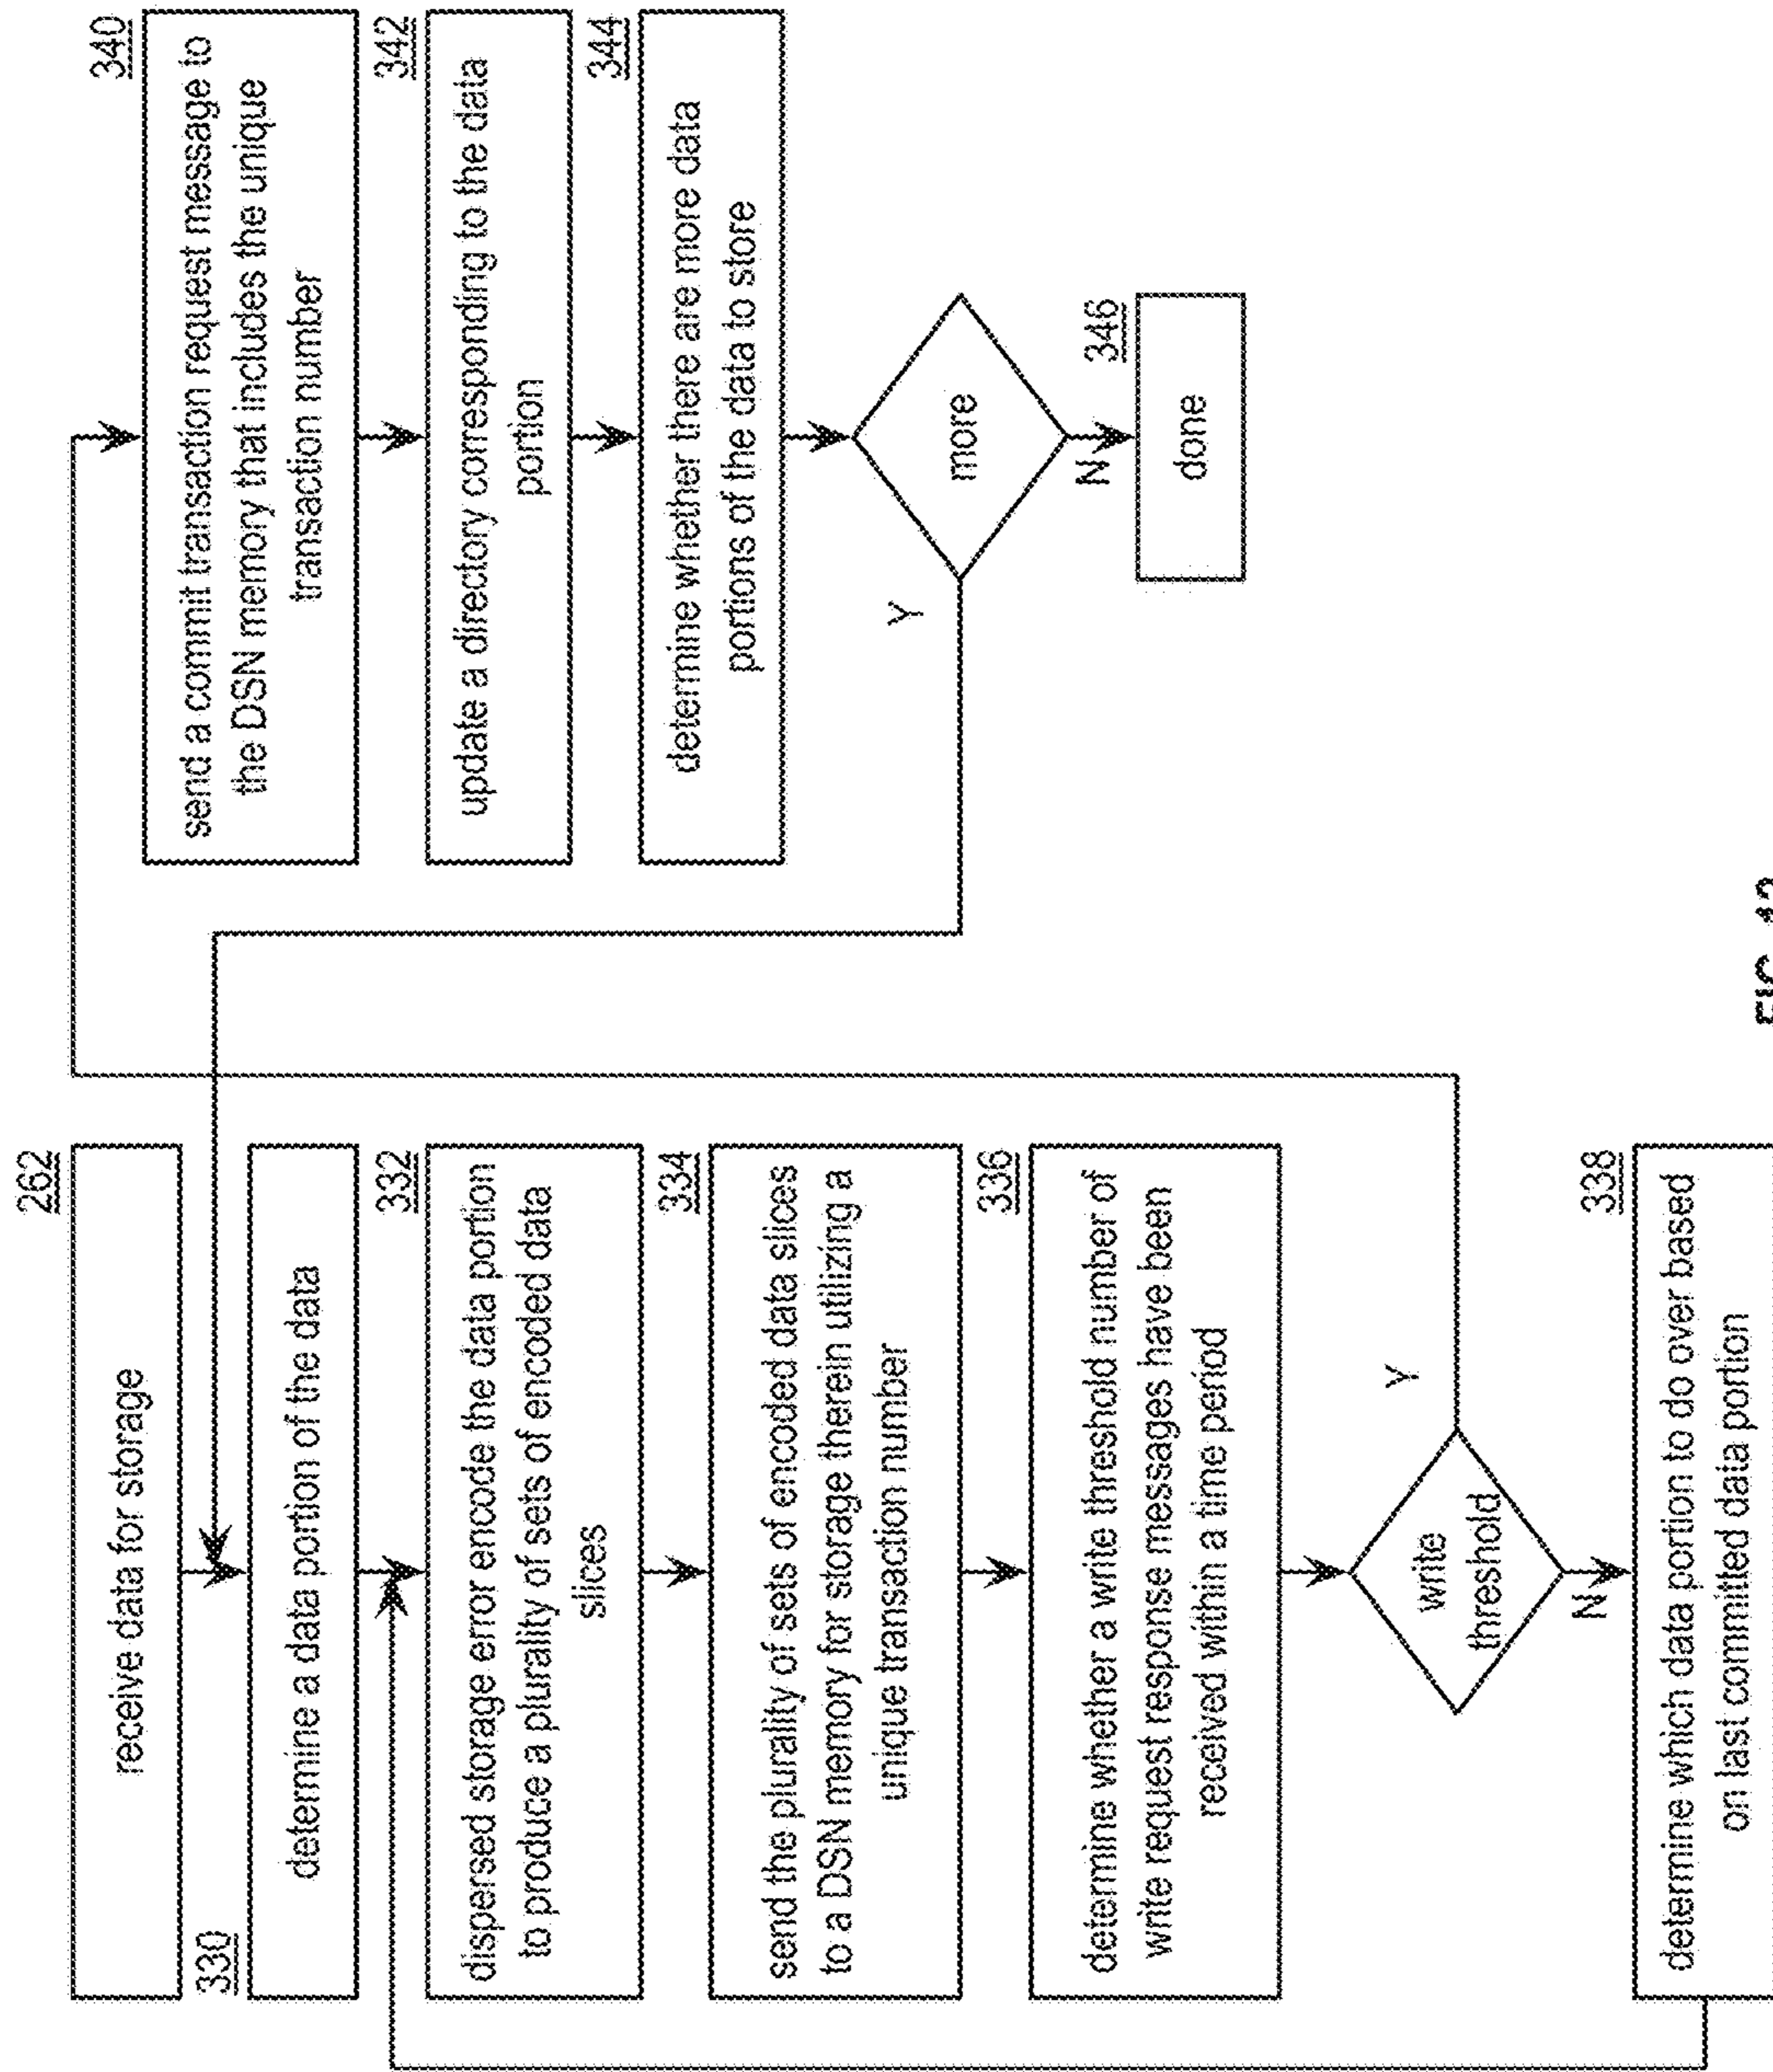 262
receive data for storage
330
determine a data portion of the data
332
dispersed storage error encode the data portion
to produce a plurality of sets of encoded data
slices
334
send the plurality of sets of encoded data slices
to a DSN memory for storage therein utilizing a
unique transaction number
336
determine whether a write threshold number of
write request response messages have been
received within a time period
write
threshold
Y
N
338
determine which data portion to do over based
on last committed data portion
340
send a commit transaction request message to
the DSN memory that includes the unique
transaction number
342
update a directory corresponding to the data
portion
344
determine whether there are more data
portions of the data to store
more
Y
N
346
done
FIG.